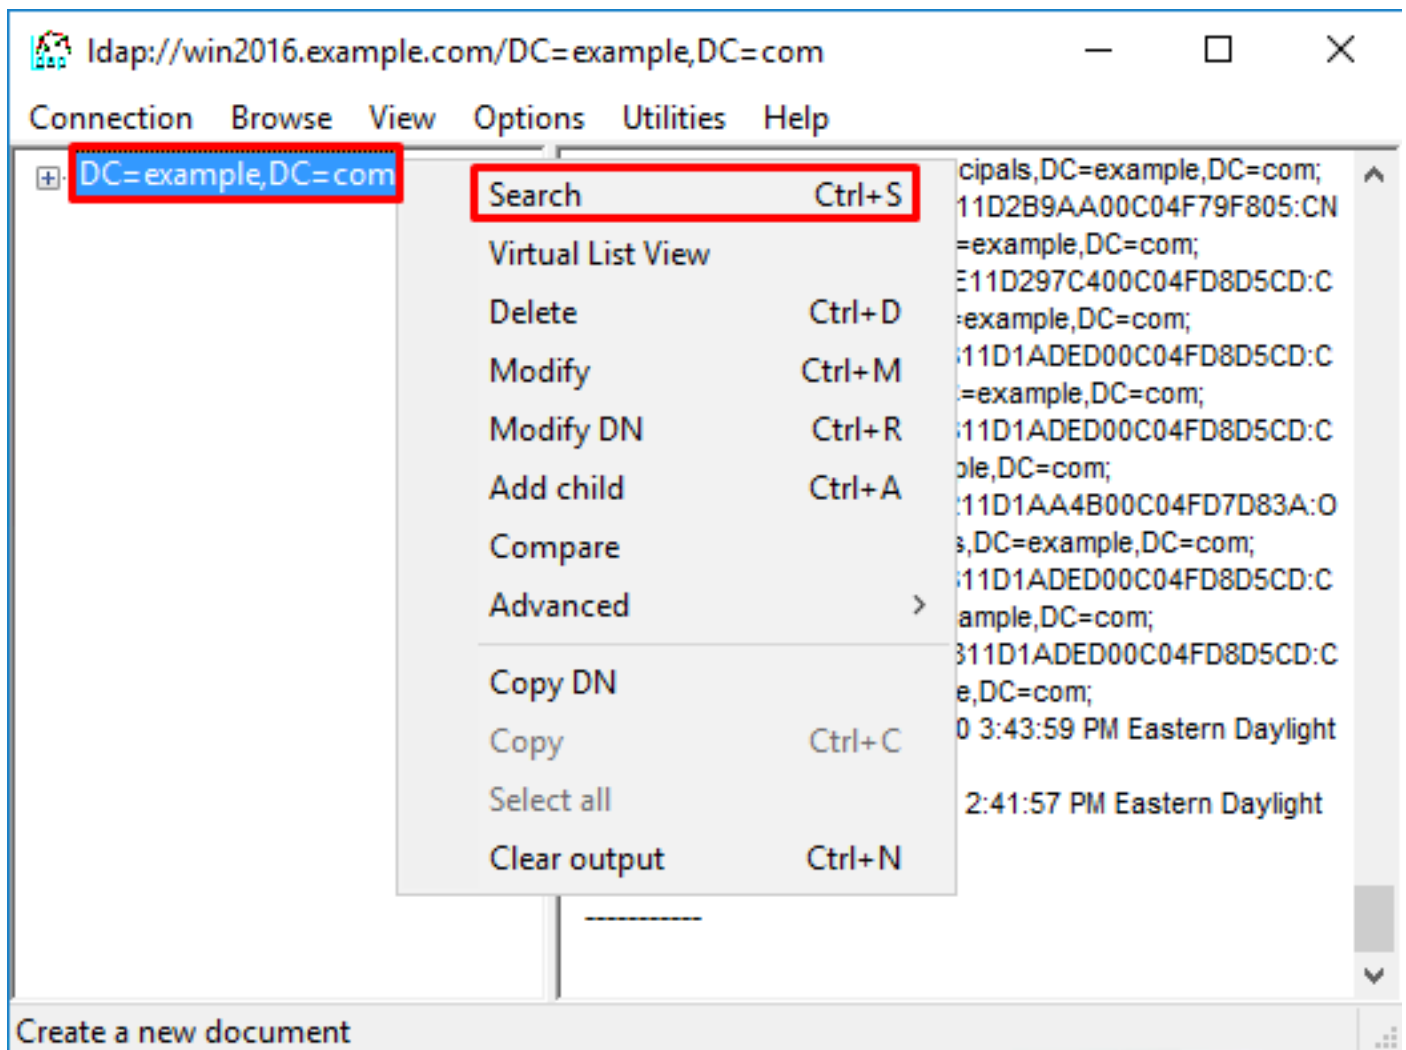 ldap://win2016.example.com/DC=example,DC=com
Connection Browse View Options Utilities Help
DC=example,DC=com
Search Ctrl+S
Virtual List View
Delete Ctrl+D
Modify Ctrl+M
Modify DN Ctrl+R
Add child Ctrl+A
Compare
Advanced
Copy DN
Copy Ctrl+C
Select all
Clear output Ctrl+N
cipals,DC=example,DC=com;
11D2B9AA00C04F79F805:CN
=example,DC=com;
E11D297C400C04FD8D5CD:C
=example,DC=com;
11D1ADED00C04FD8D5CD:C
=example,DC=com;
11D1ADED00C04FD8D5CD:C
ple,DC=com;
11D1AA4B00C04FD7D83A:O
s,DC=example,DC=com;
11D1ADED00C04FD8D5CD:C
ample,DC=com;
311D1ADED00C04FD8D5CD:C
e,DC=com;
0 3:43:59 PM Eastern Daylight
2:41:57 PM Eastern Daylight
-----------
Create a new document